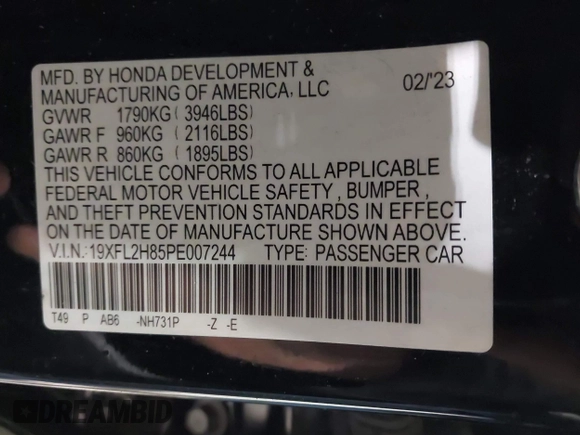 MFD. BY HONDA DEVELOPMENT &
MANUFACTURING OF AMERICA, LLC 02/'23
GVWR 1790KG ( 3946LBS )
GAWR F 960KG ( 2116LBS )
GAWR R 860KG ( 1895LBS )
THIS VEHICLE CONFORMS TO ALL APPLICABLE
FEDERAL MOTOR VEHICLE SAFETY , BUMPER ,
AND THEFT PREVENTION STANDARDS IN EFFECT
ON THE DATE OF MANUFACTURE SHOWN ABOVE.
V.I.N.:19XFL2H85PE007244 TYPE: PASSENGER CAR
T49 P AB6 -NH731P -Z -E
DREAMBID